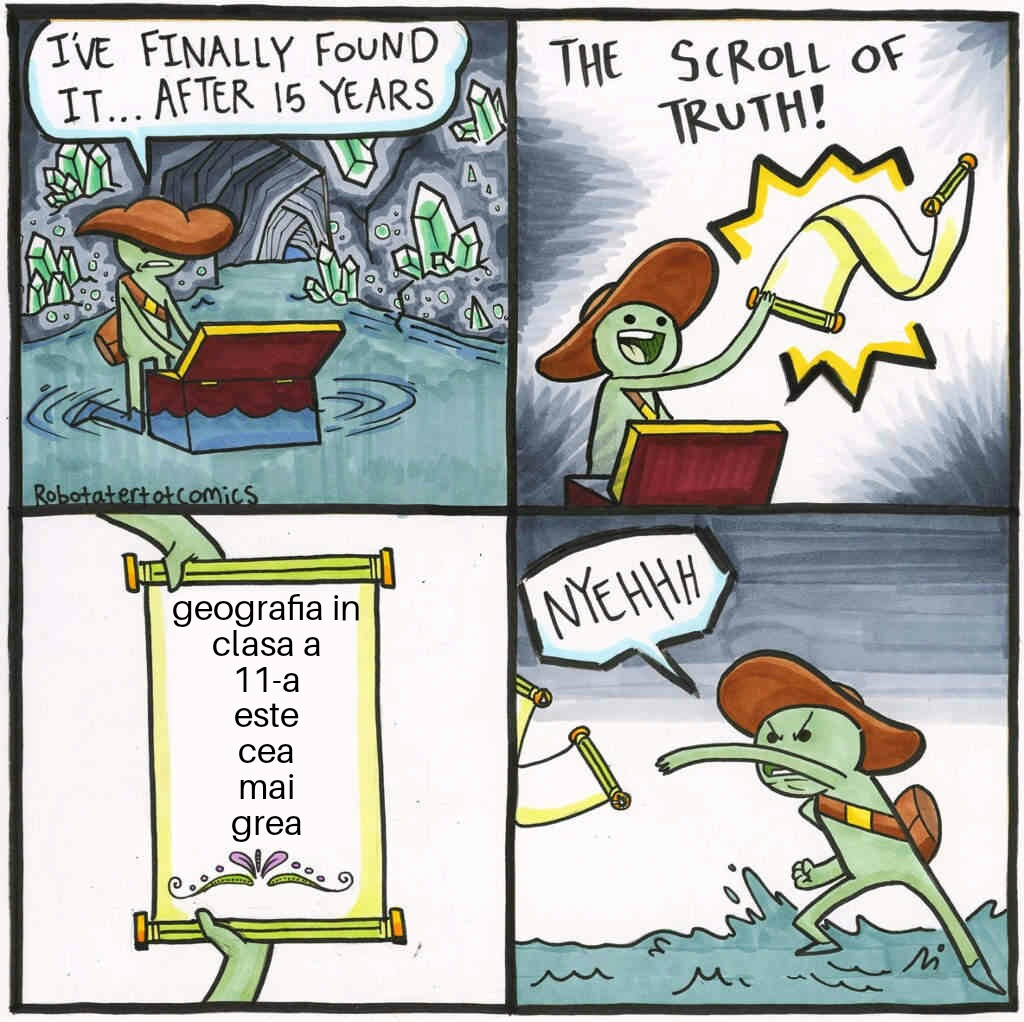 I'VE FINALLY FOUND
IT... AFTER 15 YEARS
THE SCROLL OF
TRUTH!
Robotatertotcomics
geografia in
clasa a
11-a
este
cea
mai
grea
NYEHHH